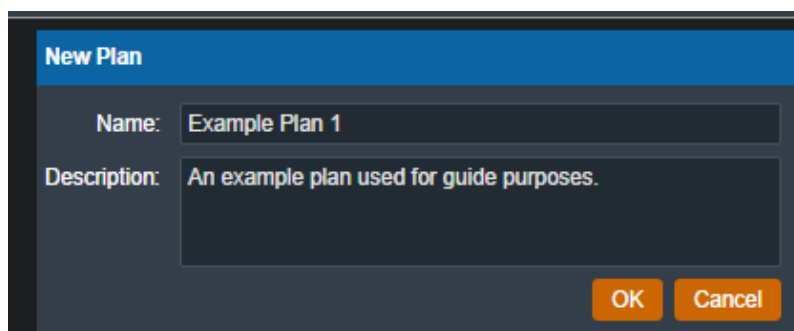 New Plan
Name: Example Plan 1
Description: An example plan used for guide purposes.
OK Cancel